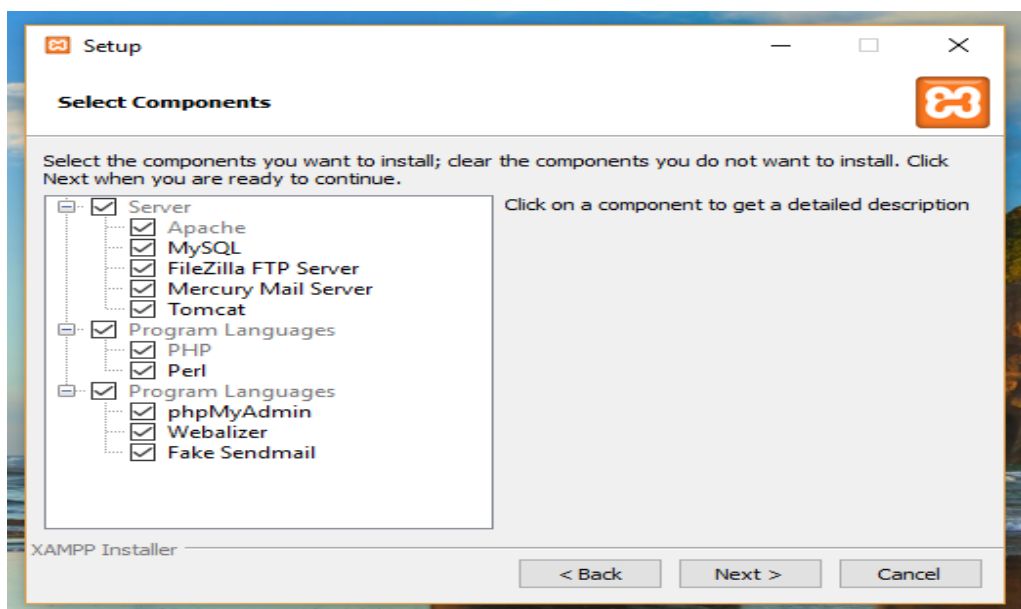 Setup
Select Components
Select the components you want to install; clear the components you do not want to install. Click
Next when you are ready to continue.
Server
Apache
MySQL
FileZilla FTP Server
Mercury Mail Server
Tomcat
Program Languages
PHP
Perl
Program Languages
phpMyAdmin
Webalizer
Fake Sendmail
Click on a component to get a detailed description
XAMPP Installer
< Back
Next >
Cancel